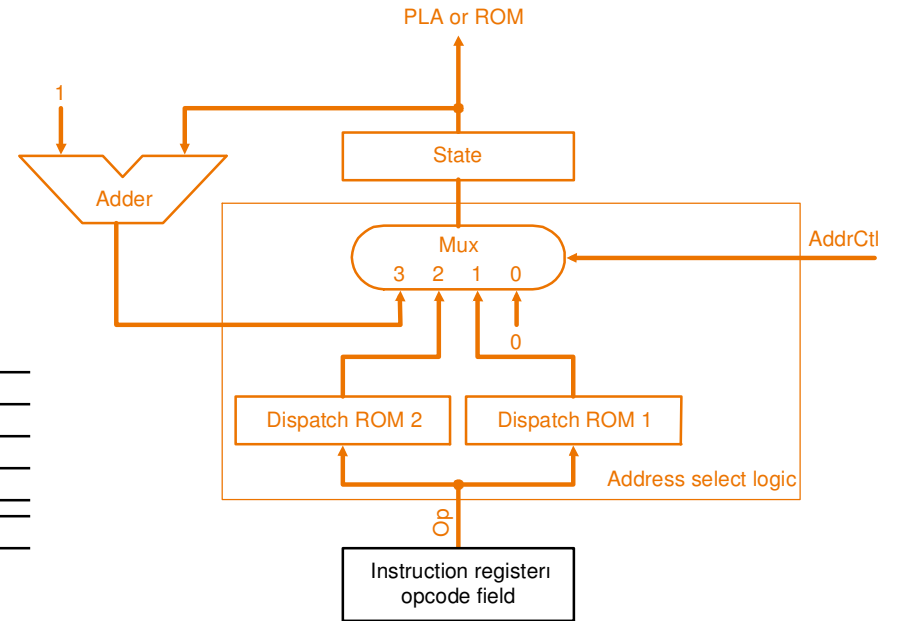 PLA or ROM
1
State
Adder
Mux
AddrCtl
3 2 1 0
0
Dispatch ROM 2
Dispatch ROM 1
Address select logic
Op
Instruction registerı
opcode field